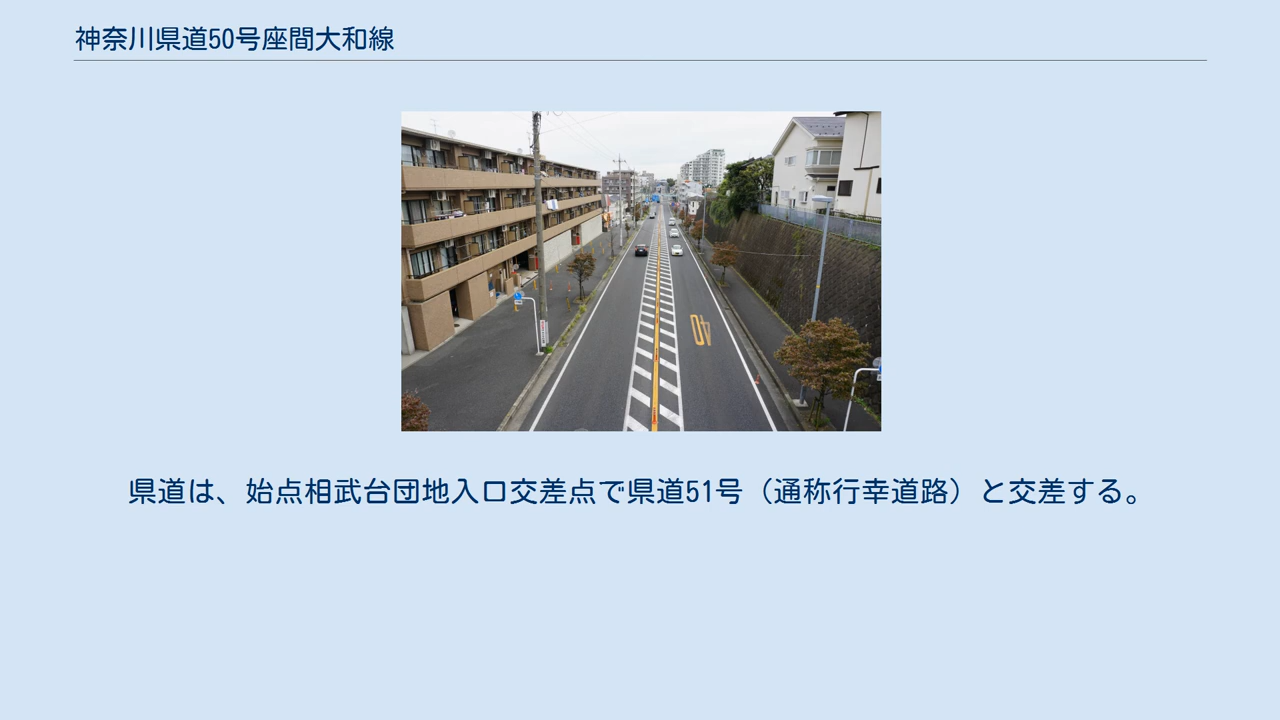 神奈川県道50号座間大和線
40
県道は、始点相武台団地入口交差点で県道51号（通称行幸道路）と交差する。